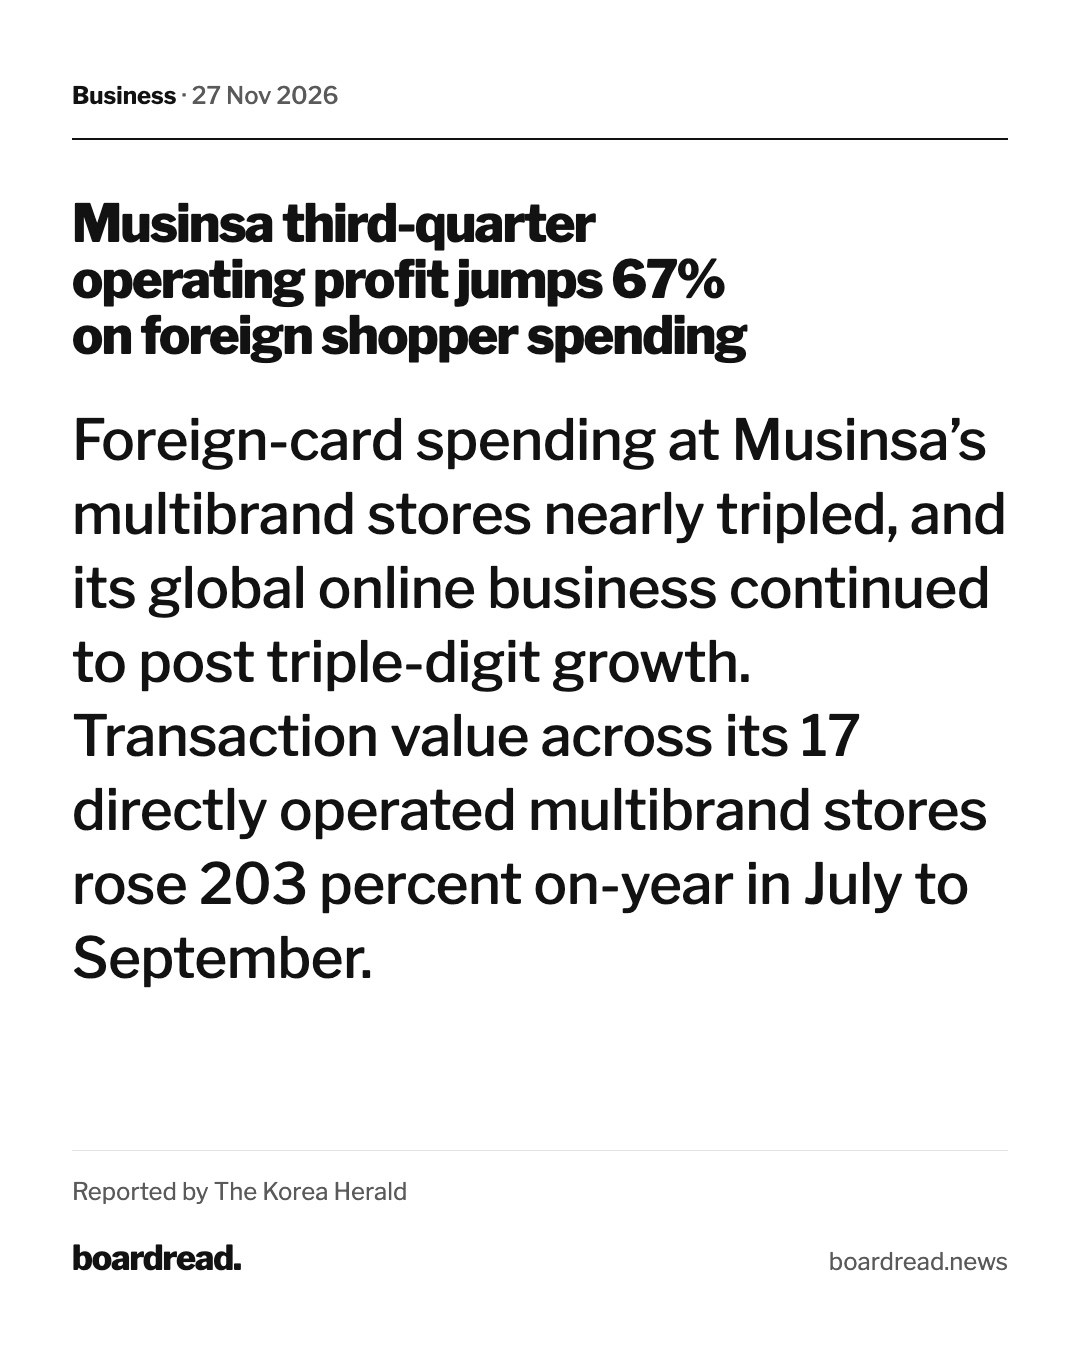 Business · 27 Nov 2026
Musinsa third-quarter
operating profit jumps 67%
on foreign shopper spending
Foreign-card spending at Musinsa’s
multibrand stores nearly tripled, and
its global online business continued
to post triple-digit growth.
Transaction value across its 17
directly operated multibrand stores
rose 203 percent on-year in July to
September.
Reported by The Korea Herald
boardread.
boardread.news